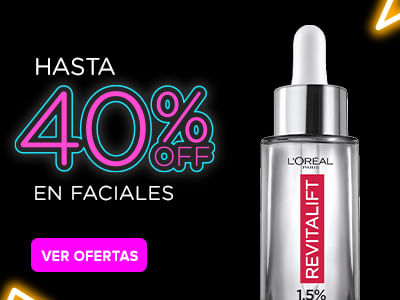 HASTA
40% OFF
EN FACIALES
VER OFERTAS
L'ORÉAL
PARIS
REVITALIFT
1.5%